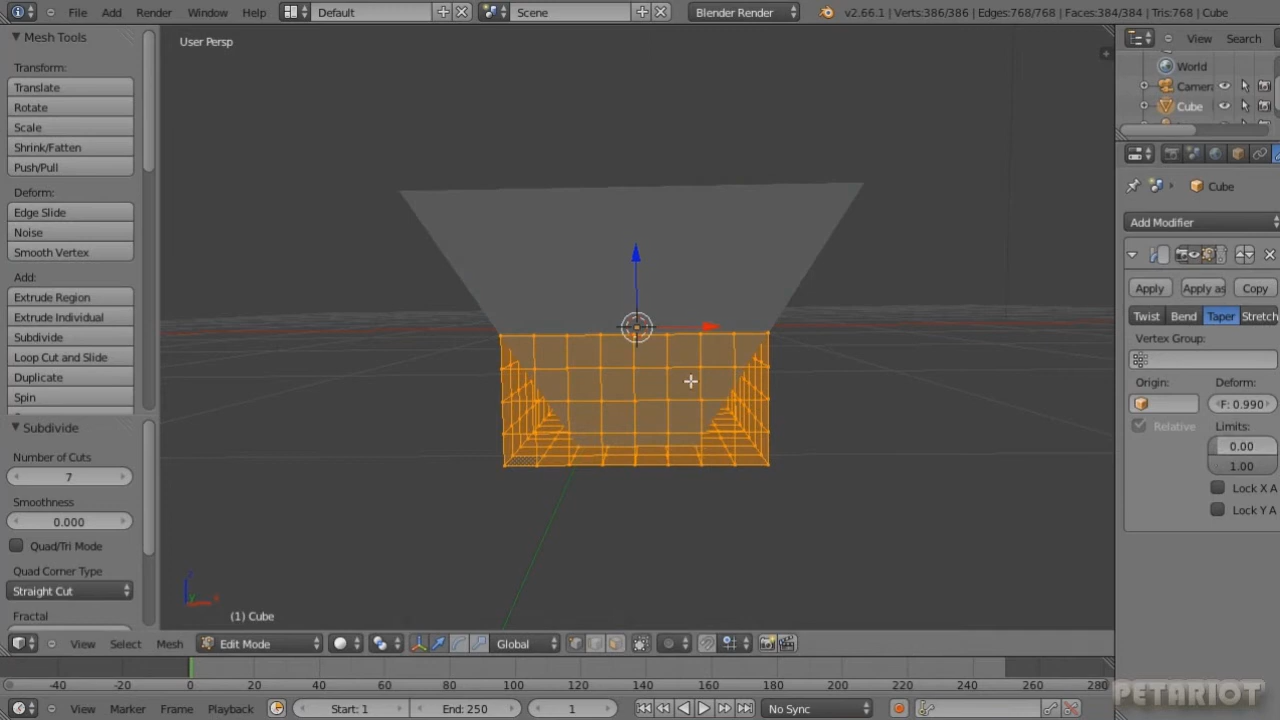 File Add Render Window Help Default Scene Blender Render v2.66.1 | Verts:386/386 | Edges:768/768 | Faces:384/384 | Tris:768 | Cube
Mesh Tools
Transform:
Translate
Rotate
Scale
Shrink/Fatten
Push/Pull
Deform:
Edge Slide
Noise
Smooth Vertex
Add:
Extrude Region
Extrude Individual
Subdivide
Loop Cut and Slide
Duplicate
Spin
Subdivide
Number of Cuts
7
Smoothness
0.000
Quad/Tri Mode
Quad Corner Type
Straight Cut
Fractal
User Persp
(1) Cube
View Search
World
Camer
Cube
Cube
Add Modifier
Apply Apply as Copy
Twist Bend Taper Stretch
Vertex Group:
Origin: Deform:
F: 0.990
Relative Limits:
0.00
1.00
Lock X A
Lock Y A
View Select Mesh Edit Mode Global
-40 -20 0 20 40 60 80 100 120 140 160 180 200 220 240 260 280
View Marker Frame Playback Start: 1 End: 250 1 No Sync
PETARIOT